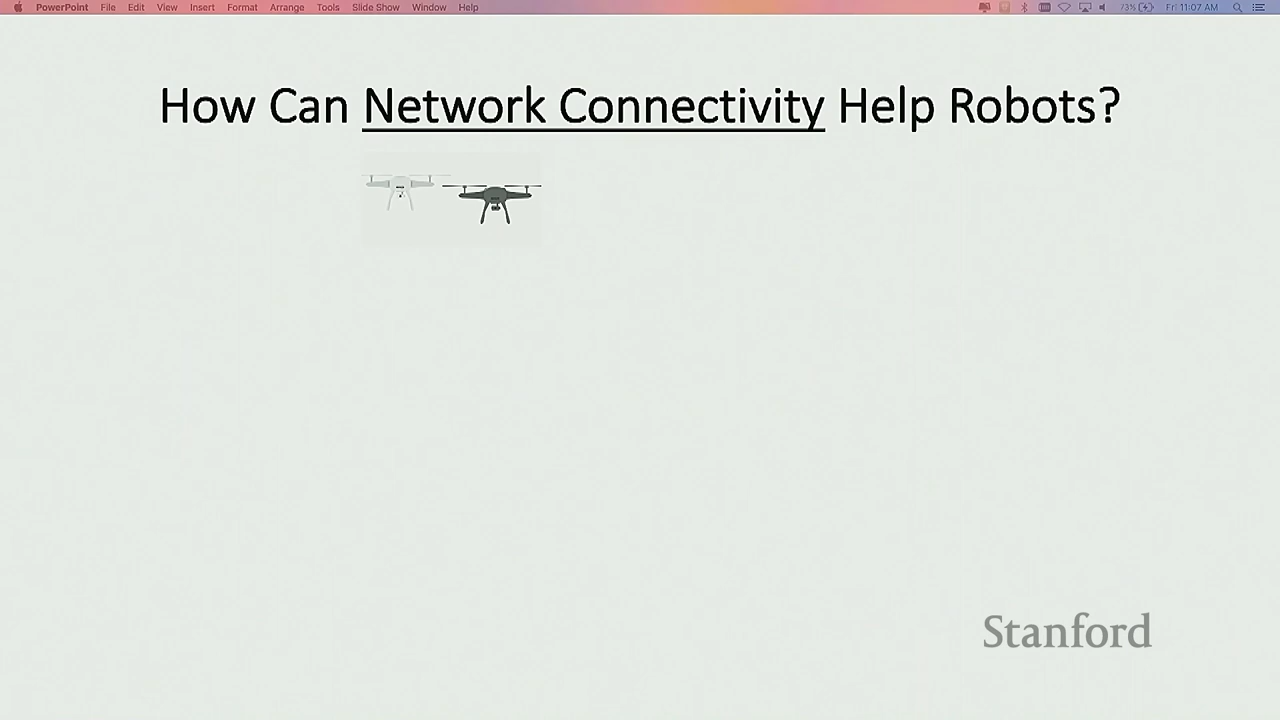 PowerPoint File Edit View Insert Format Arrange Tools Slide Show Window Help 73% Fri 11:07 AM
How Can Network Connectivity Help Robots?
Stanford